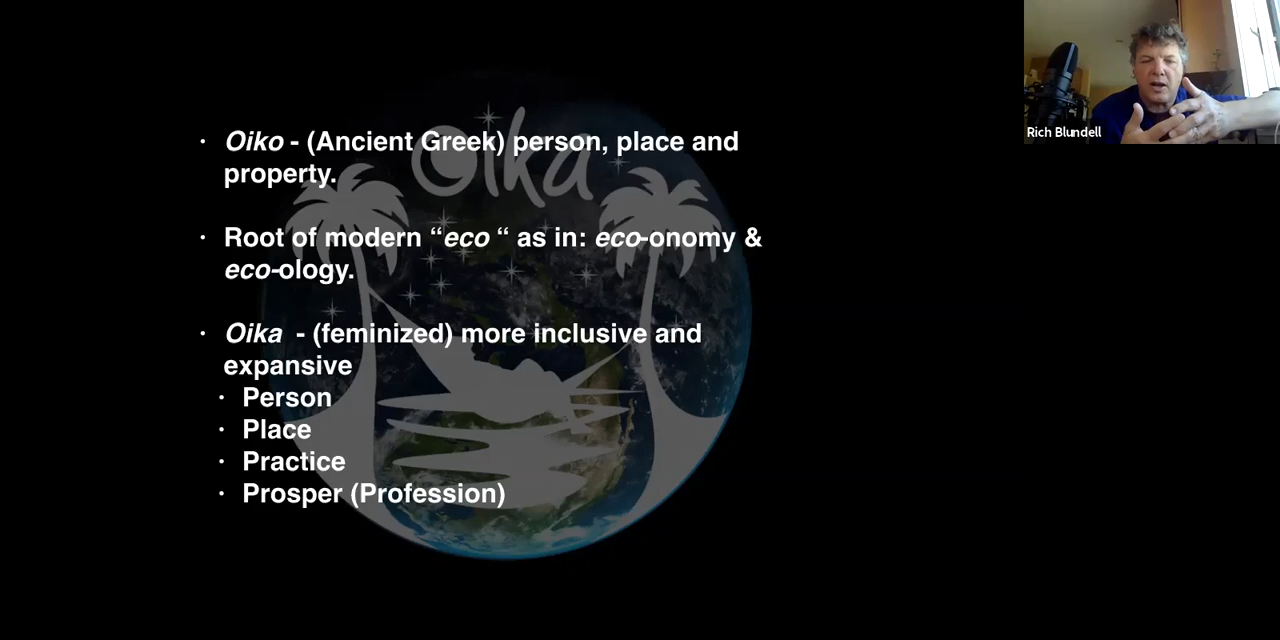 Oika
• Oiko - (Ancient Greek) person, place and
property.
• Root of modern “eco “ as in: eco-onomy &
eco-ology.
• Oika - (feminized) more inclusive and
expansive
• Person
• Place
• Practice
• Prosper (Profession)
Rich Blundell